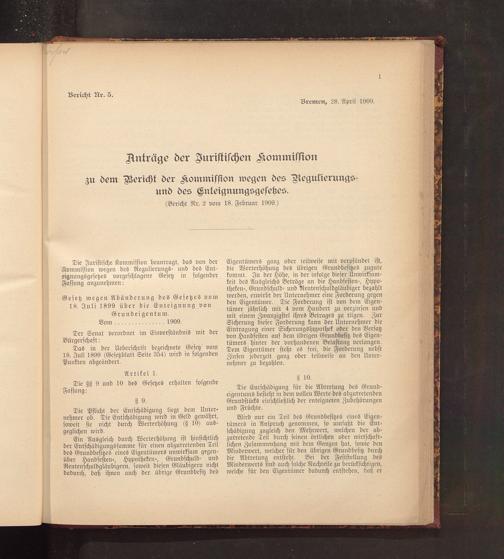 1
Bericht Nr. 5.
Bremen, 28. April 1909.
Anträge der Juristischen Kommission
zu dem Bericht der Kommission wegen des Regulierungs-
und des Enteignungsgesetzes.
(Bericht Nr. 2 vom 18. Februar 1909.)
Die Juristische Kommission beantragt, das von der
Kommission wegen des Regulierungs- und des Ent-
eignungsgesetzes vorgeschlagene Gesetz in folgender
Fassung anzunehmen:
Gesetz wegen Abänderung des Gesetzes vom
18. Juli 1899 über die Enteignung von
Grundeigentum.
Vom ................ 1909.
Der Senat verordnet im Einverständnis mit der
Bürgerschaft:
Das in der Ueberschrift bezeichnete Gesetz vom
18. Juli 1899 (Gesetzblatt Seite 354) wird in folgenden
Punkten abgeändert.
Artikel 1.
Die §§ 9 und 10 des Gesetzes erhalten folgende
Fassung:
§ 9.
Die Pflicht der Entschädigung liegt dem Unter-
nehmer ob. Die Entschädigung wird in Geld gewährt,
soweit sie nicht durch Werterhöhung (§ 10) aus-
geglichen wird.
Ein Ausgleich durch Werterhöhung ist hinsichtlich
der Entschädigungssumme für einen abzutretenden Teil
des Grundbesitzes eines Eigentümers unwirksam gegen-
über Handfesten-, Hypotheken-, Grundschuld- und
Rentenschuldgläubigern, soweit diesen Gläubigern nicht
dadurch, daß ihnen auch der übrige Grundbesitz des
Eigentümers ganz oder teilweise mit verpfändet ist,
die Werterhöhung des übrigen Grundbesitzes zugute
kommt. Zu der Höhe, in der infolge dieser Unwirksam-
keit des Ausgleichs Beträge an die Handfesten-, Hypo-
theken-, Grundschuld- und Rentenschuldgläubiger bezahlt
werden, erwirbt der Unternehmer eine Forderung gegen
den Eigentümer. Die Forderung ist von dem Eigen-
tümer jährlich mit 4 vom Hundert zu verzinsen und
mit einem Fünfzigstel ihres Betrages zu tilgen. Zur
Sicherung dieser Forderung kann der Unternehmer die
Eintragung einer Sicherungshypothek oder den Versatz
von Handfesten auf dem übrigen Grundbesitz des Eigen-
tümers hinter der vorhandenen Belastung verlangen.
Dem Eigentümer steht es frei, die Forderung nebst
Zinsen jederzeit ganz oder teilweise an den Unter-
nehmer zu bezahlen.
§ 10.
Die Entschädigung für die Abtretung des Grund-
eigentums besteht in dem vollen Werte des abzutretenden
Grundstücks einschließlich der enteigneten Zubehörungen
und Früchte.
Wird nur ein Teil des Grundbesitzes eines Eigen-
tümers in Anspruch genommen, so umfaßt die Ent-
schädigung zugleich den Mehrwert, welchen der ab-
zutretende Teil durch seinen örtlichen oder wirtschaft-
lichen Zusammenhang mit dem Ganzen hat, sowie den
Minderwert, welcher für den übrigen Grundbesitz durch
die Abtretung entsteht. Bei der Feststellung des
Minderwerts sind auch solche Nachteile zu berücksichtigen,
welche für den Eigentümer dadurch entstehen, daß er